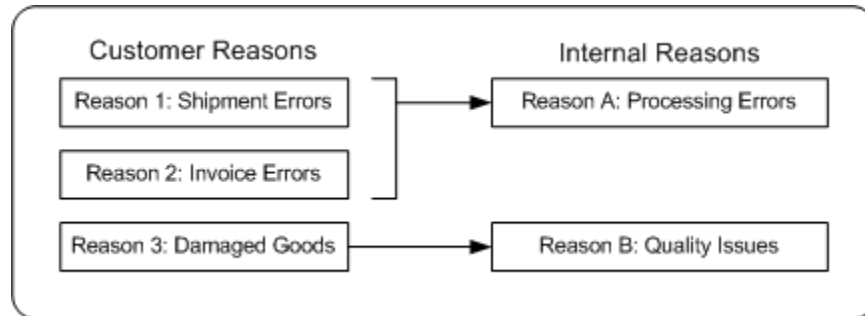 Customer Reasons
Internal Reasons
Reason 1: Shipment Errors
Reason A: Processing Errors
Reason 2: Invoice Errors
Reason 3: Damaged Goods
Reason B: Quality Issues